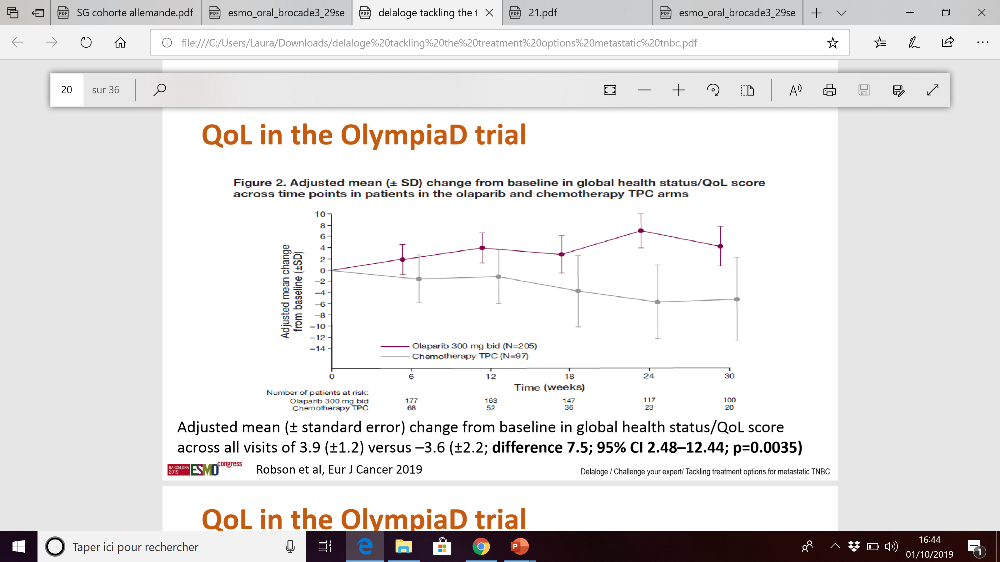 SG cohorte allemande.pdf
esmo_oral_brocade3_29se
delaloge tackling the t
21.pdf
esmo_oral_brocade3_29se
file:///C:/Users/Laura/Downloads/delaloge%20tackling%20the%20treatment%20options%20metastatic%20tnbc.pdf
20 sur 36
QoL in the OlympiaD trial
Figure 2. Adjusted mean (± SD) change from baseline in global health status/QoL score
across time points in patients in the olaparib and chemotherapy TPC arms
Adjusted mean change
from baseline (±SD)
10
8
6
4
2
0
–2
–4
–6
–8
–10
–12
–14
Olaparib 300 mg bid (N=205)
Chemotherapy TPC (N=97)
0 6 12 18 24 30
Time (weeks)
Number of patients at risk:
Olaparib 300 mg bid 177 163 147 117 100
Chemotherapy TPC 68 52 36 23 20
Adjusted mean (± standard error) change from baseline in global health status/QoL score
across all visits of 3.9 (±1.2) versus –3.6 (±2.2; difference 7.5; 95% CI 2.48–12.44; p=0.0035)
BARCELONA
2019
ESMO congress
Robson et al, Eur J Cancer 2019
Delaloge / Challenge your expert/ Tackling treatment options for metastatic TNBC
QoL in the OlympiaD trial
Taper ici pour rechercher
16:44
01/10/2019
1